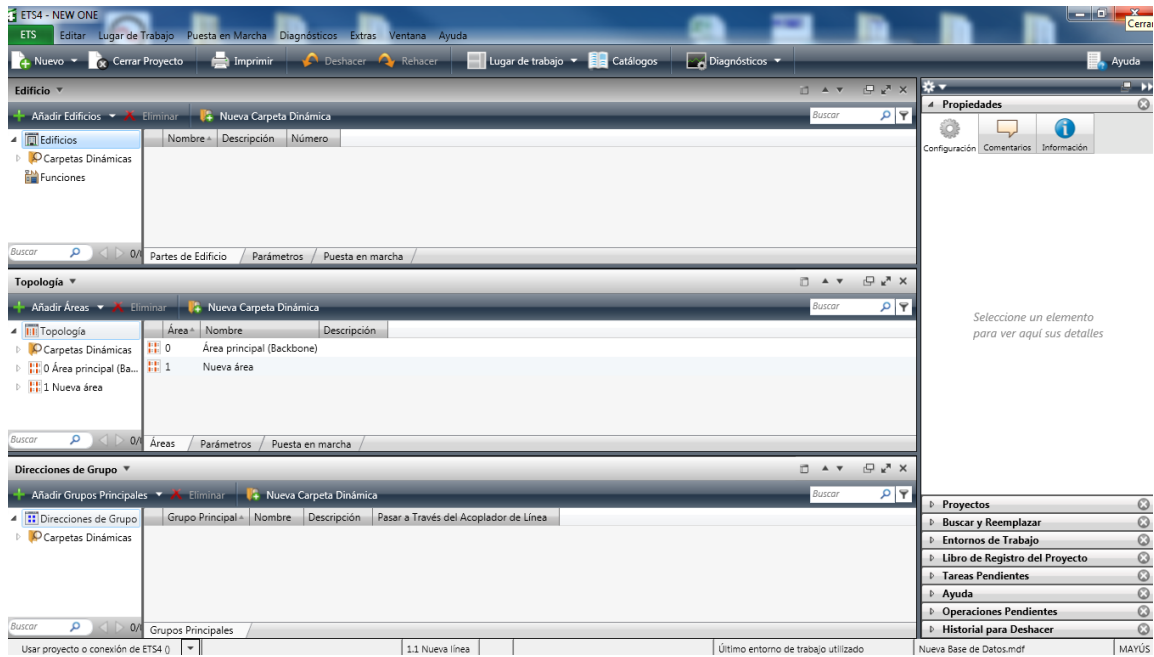 ETS4 - NEW ONE
Cerrar
ETS Editar Lugar de Trabajo Puesta en Marcha Diagnósticos Extras Ventana Ayuda
Nuevo Cerrar Proyecto Imprimir Deshacer Rehacer Lugar de trabajo Catálogos Diagnósticos Ayuda
Edificio
Añadir Edificios Eliminar Nueva Carpeta Dinámica Buscar
Edificios
Carpetas Dinámicas
Funciones
Nombre Descripción Número
Buscar 0/
Partes de Edificio Parámetros Puesta en marcha
Topología
Añadir Áreas Eliminar Nueva Carpeta Dinámica Buscar
Topología
Carpetas Dinámicas
0 Área principal (Ba...
1 Nueva área
Área Nombre Descripción
0 Área principal (Backbone)
1 Nueva área
Buscar 0/
Áreas Parámetros Puesta en marcha
Direcciones de Grupo
Añadir Grupos Principales Eliminar Nueva Carpeta Dinámica Buscar
Direcciones de Grupo
Carpetas Dinámicas
Grupo Principal Nombre Descripción Pasar a Través del Acoplador de Línea
Buscar 0/
Grupos Principales
Propiedades
Configuración Comentarios Información
Seleccione un elemento
para ver aquí sus detalles
Proyectos
Buscar y Reemplazar
Entornos de Trabajo
Libro de Registro del Proyecto
Tareas Pendientes
Ayuda
Operaciones Pendientes
Historial para Deshacer
Usar proyecto o conexión de ETS4 () 1.1 Nueva línea Último entorno de trabajo utilizado Nueva Base de Datos.mdf MAYÚS